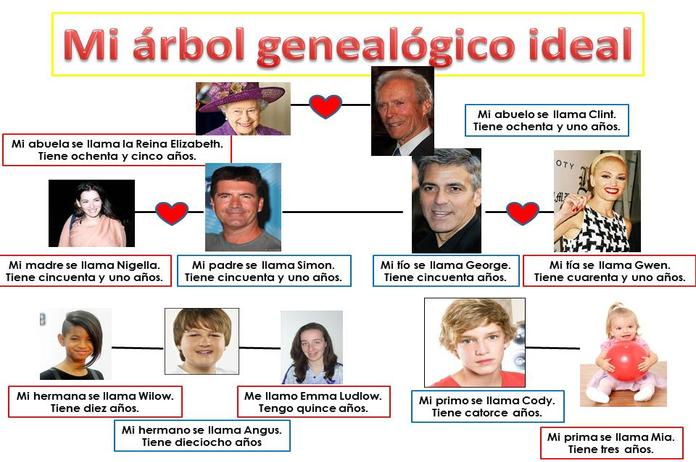 Mi árbol genealógico ideal
Mi abuelo se llama Clint.
Tiene ochenta y uno años.
Mi abuela se llama la Reina Elizabeth.
Tiene ochenta y cinco años.
OTY
Mi madre se llama Nigella.
Tiene cincuenta y uno años.
Mi padre se llama Simon.
Tiene cincuenta y uno años.
Mi tío se llama George.
Tiene cincuenta años.
Mi tía se llama Gwen.
Tiene cuarenta y uno años.
Mi hermana se llama Wilow.
Tiene diez años.
Me llamo Emma Ludlow.
Tengo quince años.
Mi primo se llama Cody.
Tiene catorce años.
Mi hermano se llama Angus.
Tiene dieciocho años
Mi prima se llama Mia.
Tiene tres años.